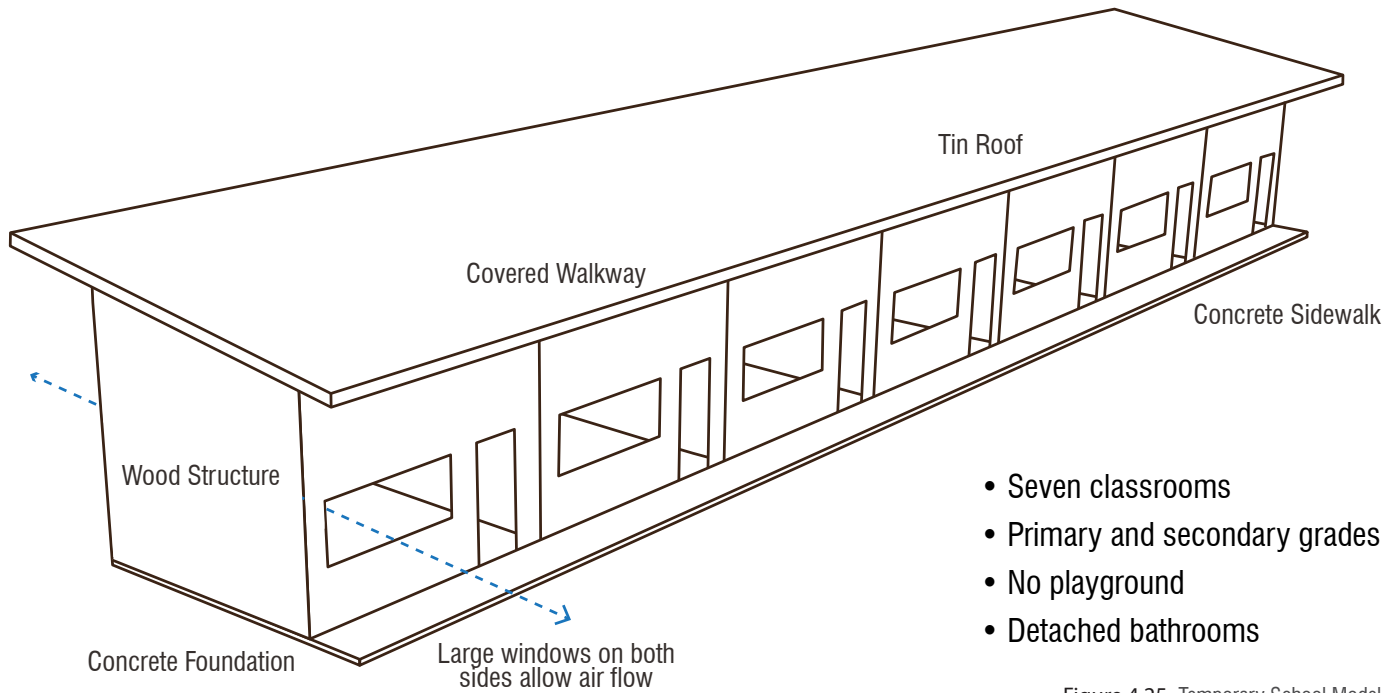 Tin Roof
Covered Walkway
Concrete Sidewalk
Wood Structure
• Seven classrooms
• Primary and secondary grades
• No playground
• Detached bathrooms
Concrete Foundation
Large windows on both
sides allow air flow
Figure 4.25 Temporary School Model